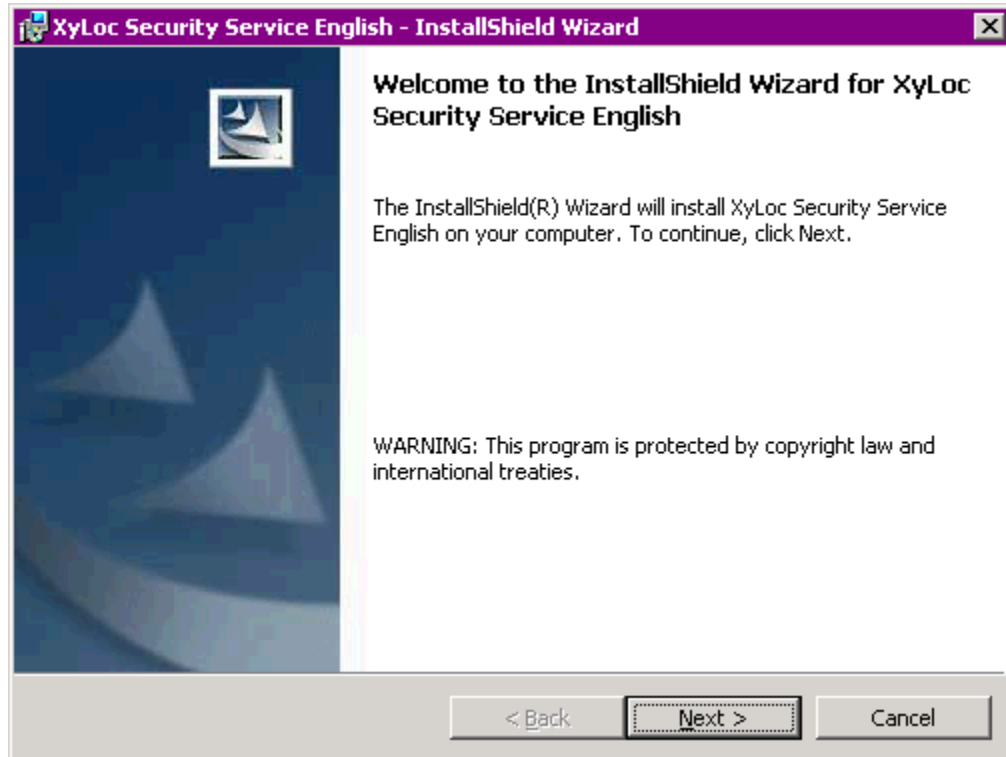 XyLoc Security Service English - InstallShield Wizard
Welcome to the InstallShield Wizard for XyLoc
Security Service English
The InstallShield(R) Wizard will install XyLoc Security Service
English on your computer. To continue, click Next.
WARNING: This program is protected by copyright law and
international treaties.
< Back Next > Cancel